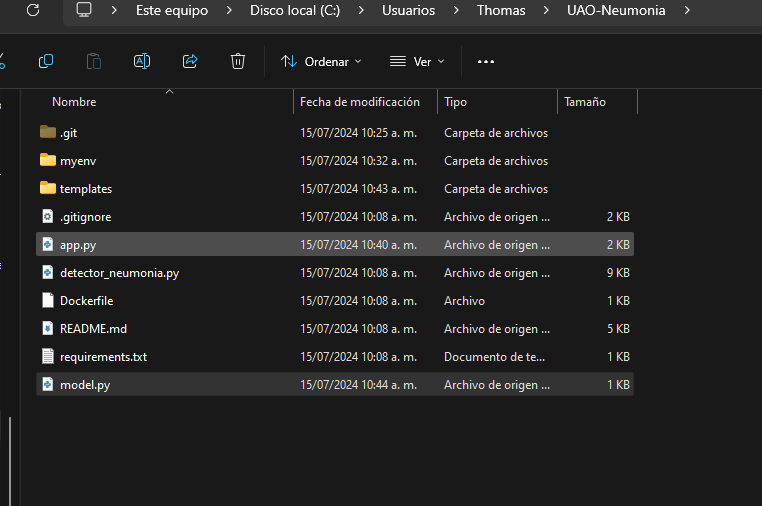 Este equipo > Disco local (C:) > Usuarios > Thomas > UAO-Neumonia >
Ordenar Ver ...
Nombre Fecha de modificación Tipo Tamaño
.git 15/07/2024 10:25 a. m. Carpeta de archivos
myenv 15/07/2024 10:32 a. m. Carpeta de archivos
templates 15/07/2024 10:43 a. m. Carpeta de archivos
.gitignore 15/07/2024 10:08 a. m. Archivo de origen ... 2 KB
app.py 15/07/2024 10:40 a. m. Archivo de origen ... 2 KB
detector_neumonia.py 15/07/2024 10:08 a. m. Archivo de origen ... 9 KB
Dockerfile 15/07/2024 10:08 a. m. Archivo 1 KB
README.md 15/07/2024 10:08 a. m. Archivo de origen ... 5 KB
requirements.txt 15/07/2024 10:08 a. m. Documento de te... 1 KB
model.py 15/07/2024 10:44 a. m. Archivo de origen ... 1 KB